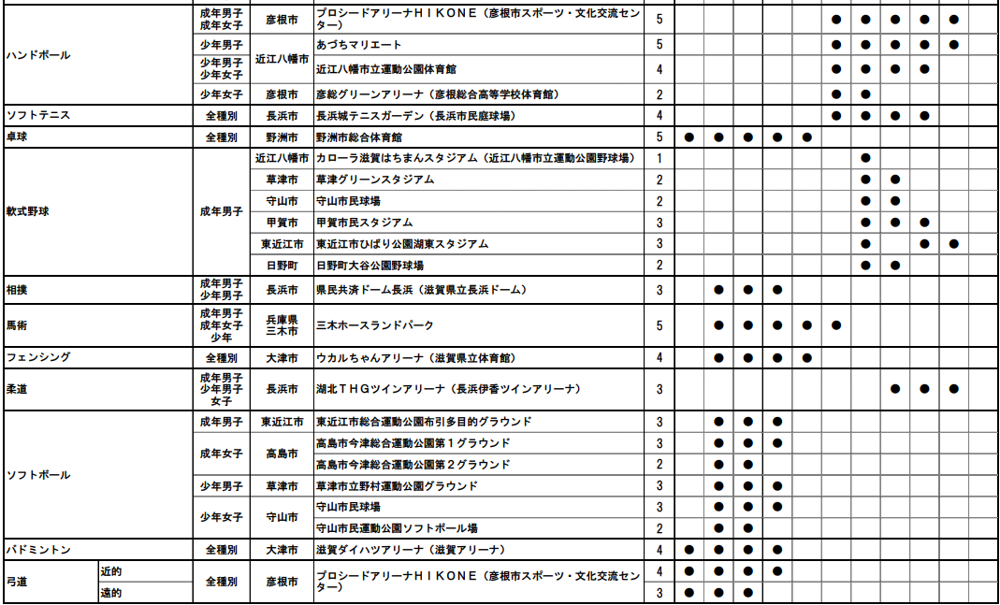 ハンドボール 成年男子 成年女子 彦根市 プロシードアリーナＨＩＫＯＮＥ（彦根市スポーツ・文化交流センター） 5 ● ● ● ● ●
少年男子 近江八幡市 あづちマリエート 5 ● ● ● ● ●
少年男子 少年女子 近江八幡市立運動公園体育館 4 ● ● ● ●
少年女子 彦根市 彦総グリーンアリーナ（彦根総合高等学校体育館） 2 ● ●
ソフトテニス 全種別 長浜市 長浜城テニスガーデン（長浜市民庭球場） 4 ● ● ● ●
卓球 全種別 野洲市 野洲市総合体育館 5 ● ● ● ● ●
軟式野球 成年男子 近江八幡市 カローラ滋賀はちまんスタジアム（近江八幡市立運動公園野球場） 1 ●
草津市 草津グリーンスタジアム 2 ● ●
守山市 守山市民球場 2 ● ●
甲賀市 甲賀市民スタジアム 3 ● ● ●
東近江市 東近江市ひばり公園湖東スタジアム 3 ● ● ●
日野町 日野町大谷公園野球場 2 ● ●
相撲 成年男子 少年男子 長浜市 県民共済ドーム長浜（滋賀県立長浜ドーム） 3 ● ● ●
馬術 成年男子 成年女子 少年 兵庫県 三木市 三木ホースランドパーク 5 ● ● ● ● ●
フェンシング 全種別 大津市 ウカルちゃんアリーナ（滋賀県立体育館） 4 ● ● ● ●
柔道 成年男子 少年男子 女子 長浜市 湖北ＴＨＧツインアリーナ（長浜伊香ツインアリーナ） 3 ● ● ●
ソフトボール 成年男子 東近江市 東近江市総合運動公園布引多目的グラウンド 3 ● ● ●
成年女子 高島市 高島市今津総合運動公園第１グラウンド 3 ● ● ●
高島市今津総合運動公園第２グラウンド 2 ● ●
少年男子 草津市 草津市立野村運動公園グラウンド 3 ● ● ●
少年女子 守山市 守山市民球場 3 ● ● ●
守山市民運動公園ソフトボール場 2 ● ●
バドミントン 全種別 大津市 滋賀ダイハツアリーナ（滋賀アリーナ） 4 ● ● ● ●
弓道 近的 全種別 彦根市 プロシードアリーナＨＩＫＯＮＥ（彦根市スポーツ・文化交流センター） 4 ● ● ● ●
遠的 3 ● ● ●